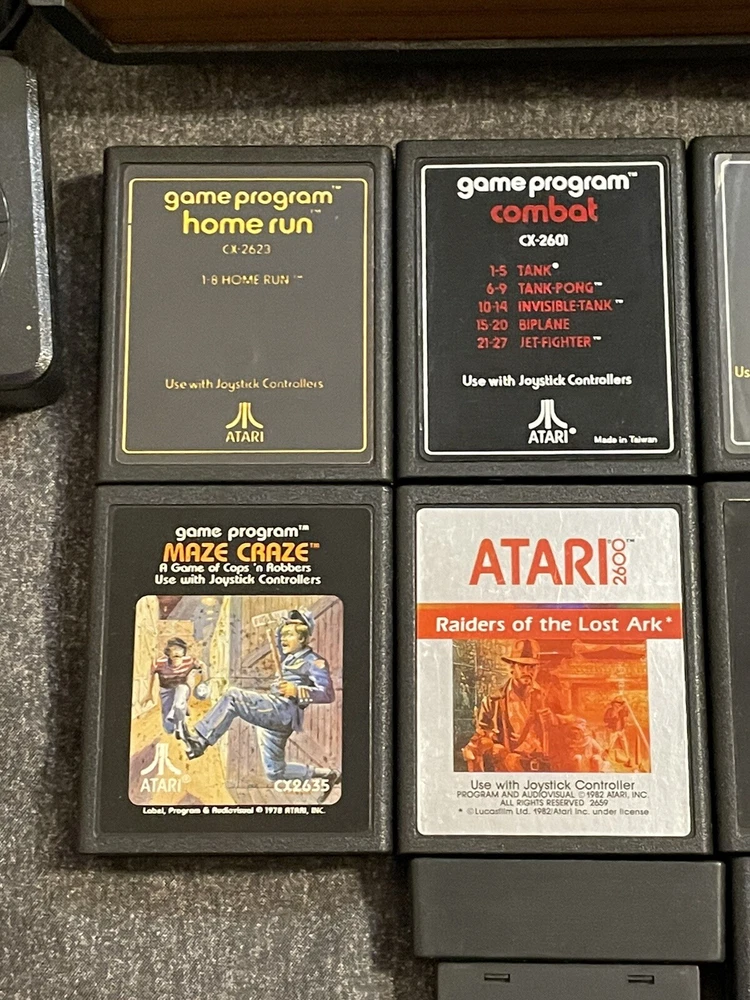 game program™
home run™
CX-2623
1-8 HOME RUN™
Use with Joystick Controllers
ATARI
game program™
combat
CX-2601
1-5 TANK®
6-9 TANK-PONG™
10-14 INVISIBLE-TANK™
15-20 BIPLANE
21-27 JET-FIGHTER™
Use with Joystick Controllers
ATARI®
Made in Taiwan
Us
game program™
MAZE CRAZE™
A Game of Cops 'n Robbers
Use with Joystick Controllers
ATARI®
CX2635
Label, Program & Audiovisual © 1978 ATARI, INC.
ATARI® 2600™
Raiders of the Lost Ark*
Use with Joystick Controller
PROGRAM AND AUDIOVISUAL © 1982 ATARI, INC.
ALL RIGHTS RESERVED 2659
* ©Lucasfilm Ltd. 1982/Atari Inc. under license